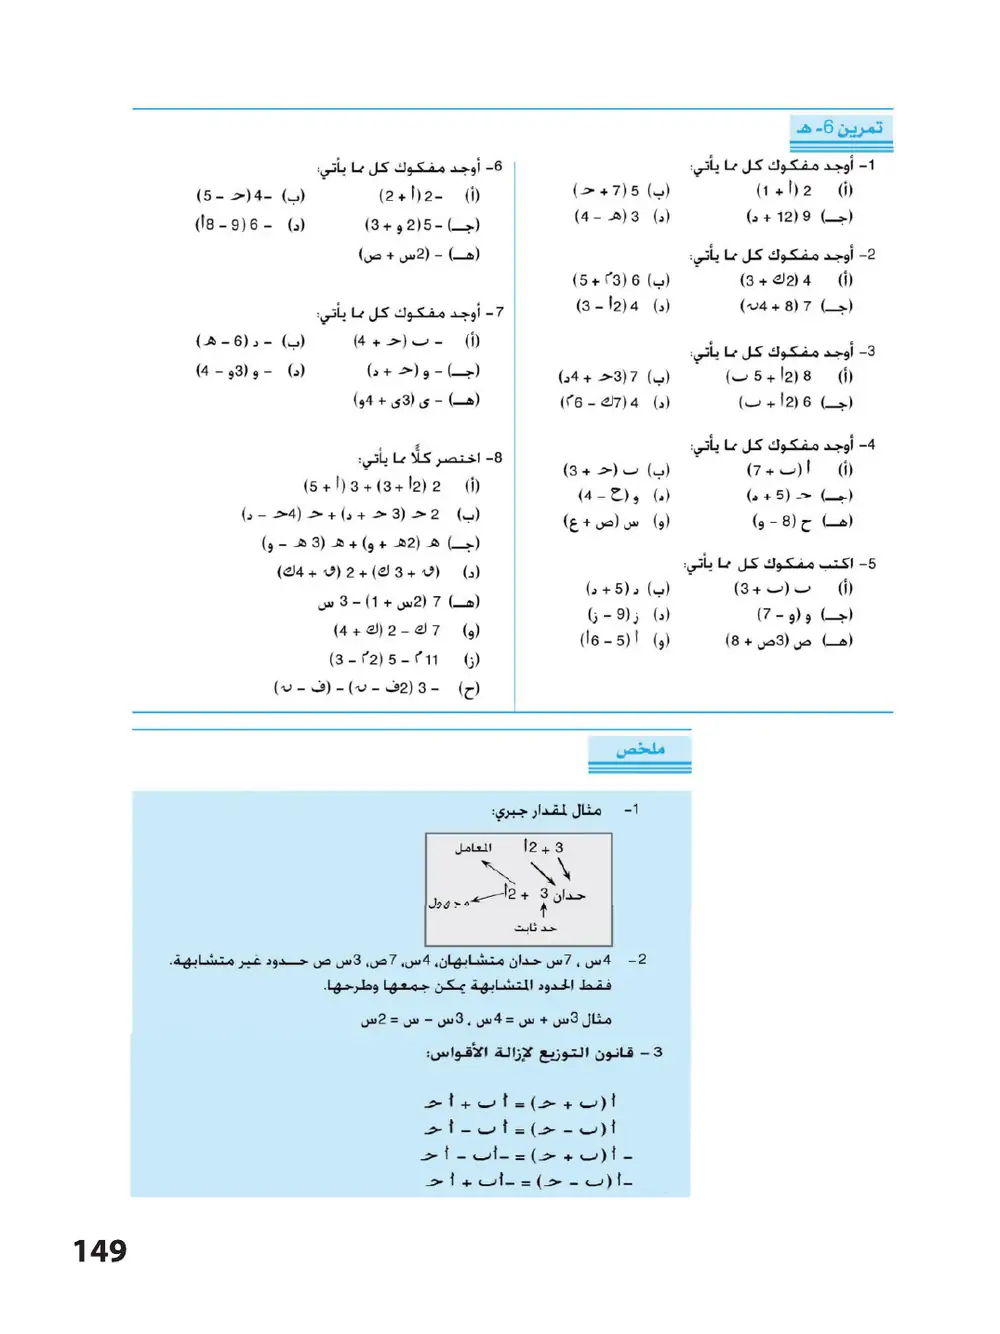 تمرين 6- هـ
1- أوجد مفكوك كل مما يأتي:
(أ) 2 (أ + 1) (ب) 5 (7 + حـ)
(جـ) 9 (12 + د) (د) 3 (هـ – 4)
2- أوجد مفكوك كل مما يأتي:
(أ) 4 (2ك + 3) (ب) 6 (3م + 5)
(جـ) 7 (8 + 4ن) (د) 4 (2أ – 3)
3- أوجد مفكوك كل مما يأتي:
(أ) 8 (2أ + 5 ب) (ب) 7 (3حـ + 4د)
(جـ) 6 (2أ + ب) (د) 4 (7ك – 6م)
4- أوجد مفكوك كل مما يأتي:
(أ) أ (ب + 7) (ب) ب (حـ + 3)
(جـ) حـ (5 + د) (د) و (ح – 4)
(هـ) ح (8 – و) (و) س (ص + ع)
5- اكتب مفكوك كل مما يأتي:
(أ) ب (ب + 3) (ب) د (5 + د)
(جـ) و (و – 7) (د) ز (9 – ز)
(هـ) ص (3ص + 8) (و) أ (5 – 6أ)
6- أوجد مفكوك كل مما يأتي:
(أ) –2 (أ + 2) (ب) –4 (حـ – 5)
(جـ) –5 (2 و + 3) (د) – 6 (9 – 8أ)
(هـ) – (2س + ص)
7- أوجد مفكوك كل مما يأتي:
(أ) – ب (حـ + 4) (ب) – د (6 – هـ)
(جـ) – و (حـ + د) (د) – و (3و – 4)
(هـ) – ى (3ى + 4و)
8- اختصر كلًا مما يأتي:
(أ) 2 (2أ + 3) + 3 (أ + 5)
(ب) 2 حـ (3 حـ + د) + حـ (4حـ – د)
(جـ) هـ (2هـ + و) + هـ (3 هـ – و)
(د) (ق + 3 ك) + 2 (ق + 4ك)
(هـ) 7 (2س + 1) – 3 س
(و) 7 ك – 2 (ك + 4)
(ز) 11 م – 5 (2م – 3)
(ح) – 3 (2ف – ن) – (ف – ن)
ملخص
1- مثال لمقدار جبري:
3 + 2أ المعامل
حدان 3 + 2أ
مجهول
حد ثابت
2- 4س ، 7س حدان متشابهان، 4س، 7ص، 3س ص حـــدود غير متشابهة.
فقط الحدود المتشابهة يمكن جمعها وطرحها.
مثال 3س + س = 4س ، 3س – س = 2س
3 – قانون التوزيع لإزالة الأقواس:
أ (ب + حـ) = أ ب + أ حـ
أ (ب – حـ) = أ ب – أ حـ
– أ (ب + حـ) = –أب – أ حـ
–أ (ب – حـ) = –أب + أ حـ
149